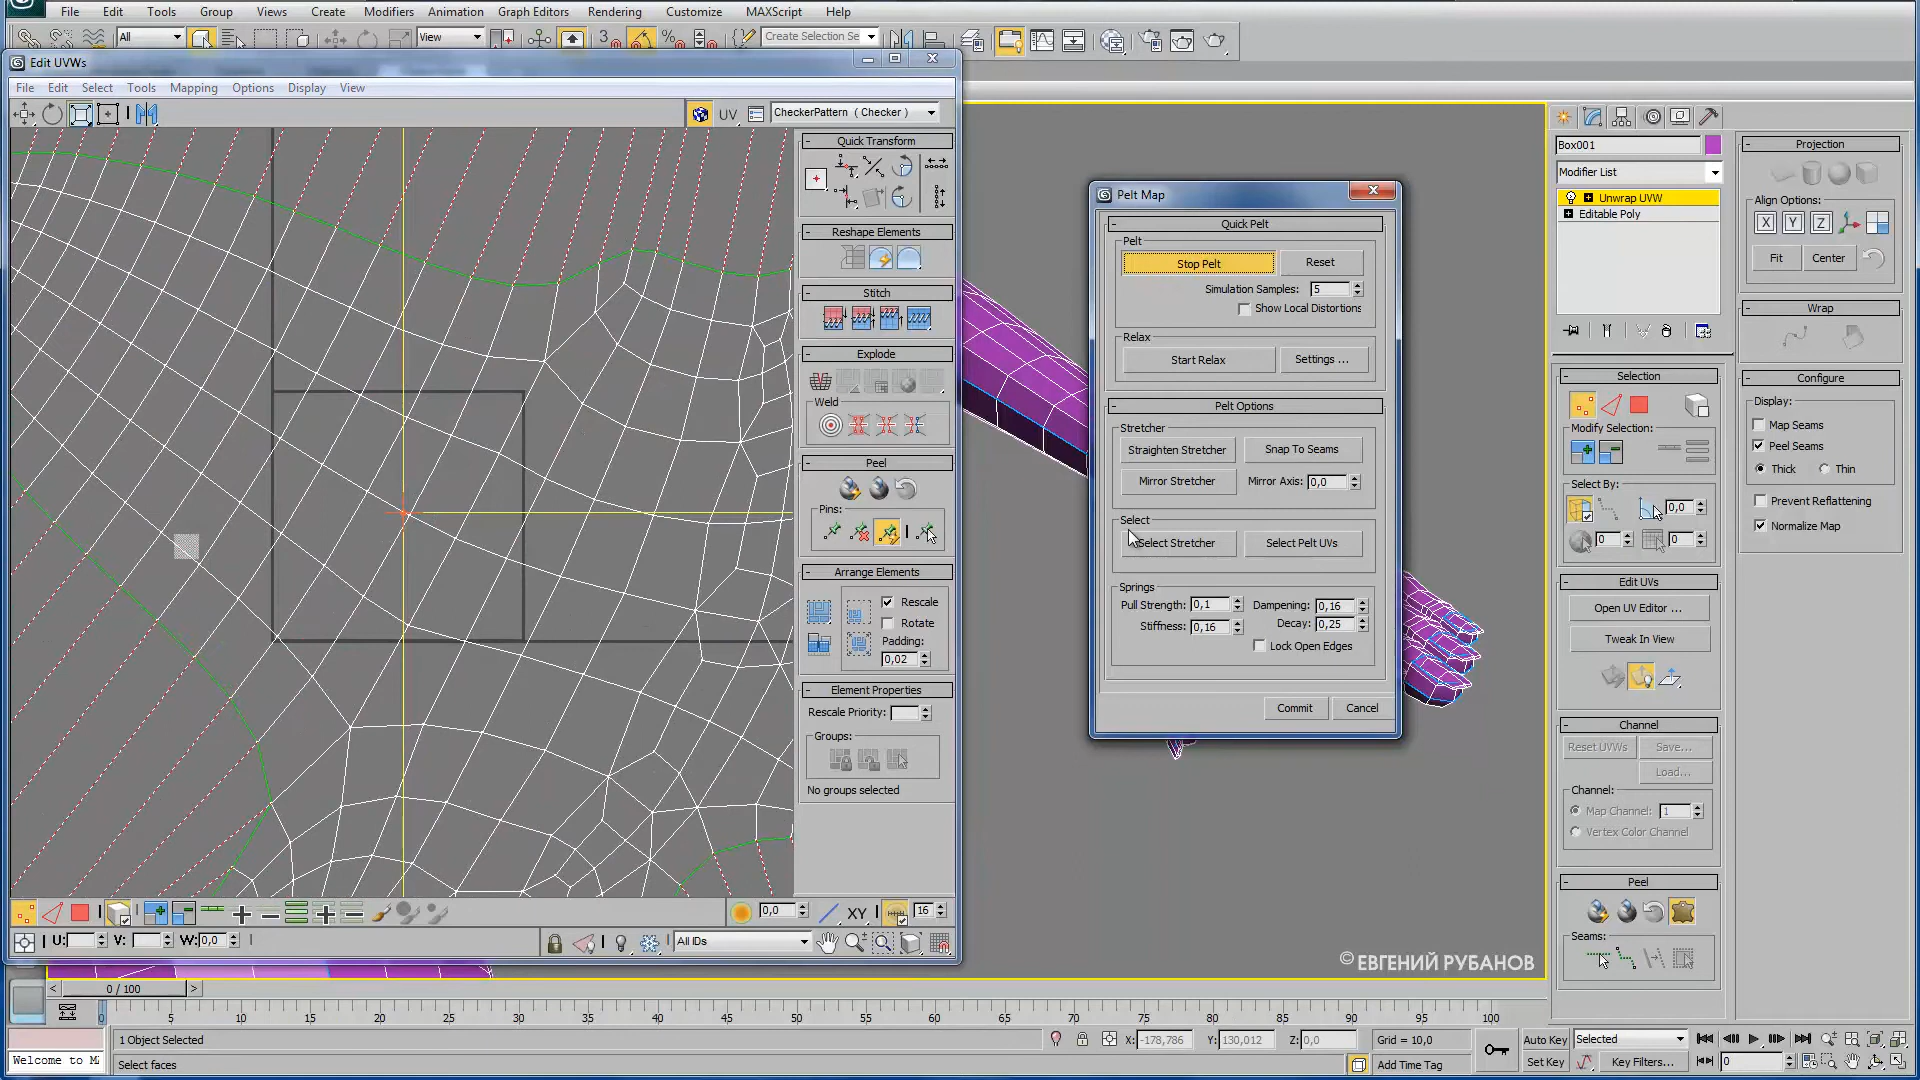 File Edit Tools Group Views Create Modifiers Animation Graph Editors Rendering Customize MAXScript Help
All View 3 % Create Selection Se
Edit UVWs
File Edit Select Tools Mapping Options Display View
UV CheckerPattern ( Checker )
Quick Transform
Reshape Elements
Stitch
Explode
Weld
Peel
Pins:
Arrange Elements
Rescale
Rotate
Padding:
0,02
Element Properties
Rescale Priority:
Groups:
No groups selected
0,0 XY 16
U: V: W: 0,0 All IDs
Pelt Map
Quick Pelt
Pelt
Stop Pelt Reset
Simulation Samples: 5
Show Local Distortions
Relax
Start Relax Settings ...
Pelt Options
Stretcher
Straighten Stretcher Snap To Seams
Mirror Stretcher Mirror Axis: 0,0
Select
Select Stretcher Select Pelt UVs
Springs
Pull Strength: 0,1 Dampening: 0,16
Stiffness: 0,16 Decay: 0,25
Lock Open Edges
Commit Cancel
Box001
Modifier List
Unwrap UVW
Editable Poly
Selection
Modify Selection:
Select By:
0,0
0 0
Edit UVs
Open UV Editor ...
Tweak In View
Channel
Reset UVWs Save...
Load...
Channel:
Map Channel: 1
Vertex Color Channel
Peel
Seams:
Projection
Align Options:
X Y Z
Fit Center
Wrap
Configure
Display:
Map Seams
Peel Seams
Thick Thin
Prevent Reflattening
Normalize Map
© ЕВГЕНИЙ РУБАНОВ
< 0 / 100 >
0 5 10 15 20 25 30 35 40 45 50 55 60 65 70 75 80 85 90 95 100
1 Object Selected X: -178,786 Y: 130,012 Z: 0,0 Grid = 10,0 Auto Key Selected
Welcome to Select faces Add Time Tag Set Key Key Filters... 0